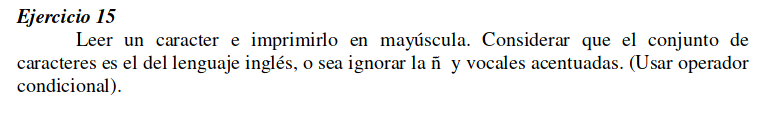 Ejercicio 15
Leer un caracter e imprimirlo en mayúscula. Considerar que el conjunto de
caracteres es el del lenguaje inglés, o sea ignorar la ñ y vocales acentuadas. (Usar operador
condicional).